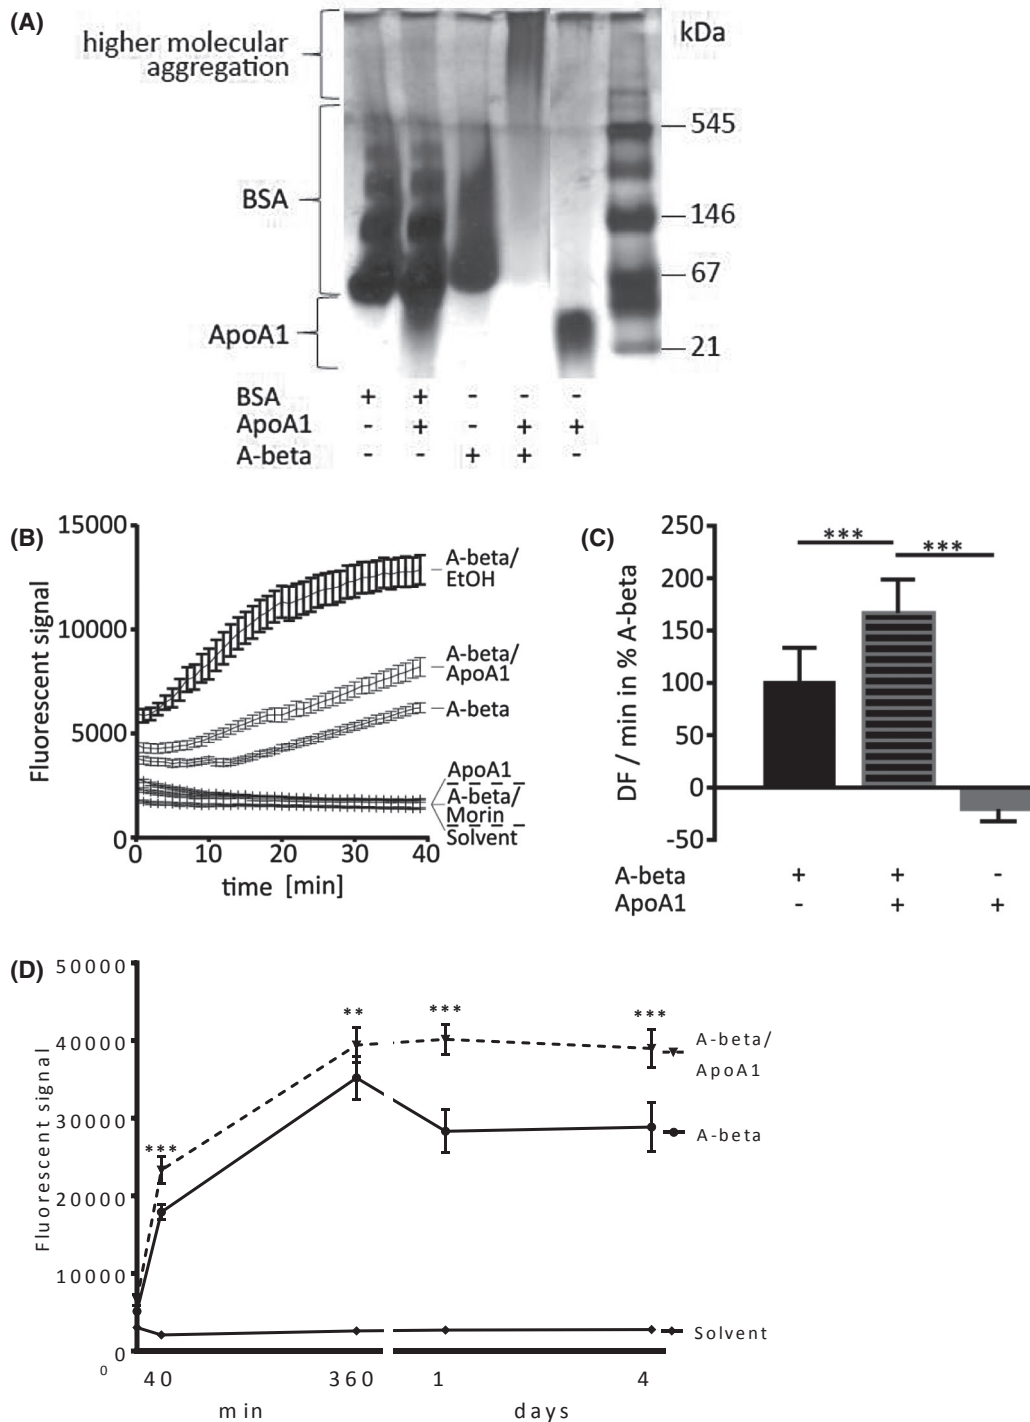 (A)
higher molecular
aggregation
BSA
ApoA1
kDa
545
146
67
21
BSA + + - - -
ApoA1 - + - + +
A-beta - - + + -
(B)
Fluorescent signal
15000
10000
5000
0
0 10 20 30 40
time [min]
A-beta/
EtOH
A-beta/
ApoA1
A-beta
ApoA1
A-beta/
Morin
Solvent
(C)
DF / min in % A-beta
250
200
150
100
50
0
-50
*** ***
A-beta + + -
ApoA1 - + +
(D)
Fluorescent signal
50000
40000
30000
20000
10000
0
0
40 360 1 4
min days
*** ** *** ***
A-beta/
ApoA1
A-beta
Solvent